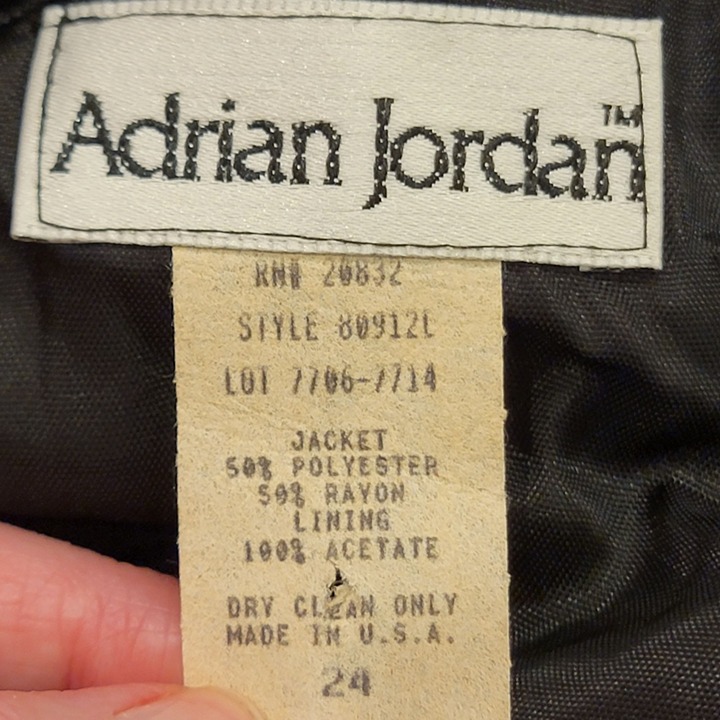 Adrian Jordan™
RN# 20832
STYLE 80912L
LOT 7706-7714
JACKET
50% POLYESTER
50% RAYON
LINING
100% ACETATE
DRY CLEAN ONLY
MADE IN U.S.A.
24